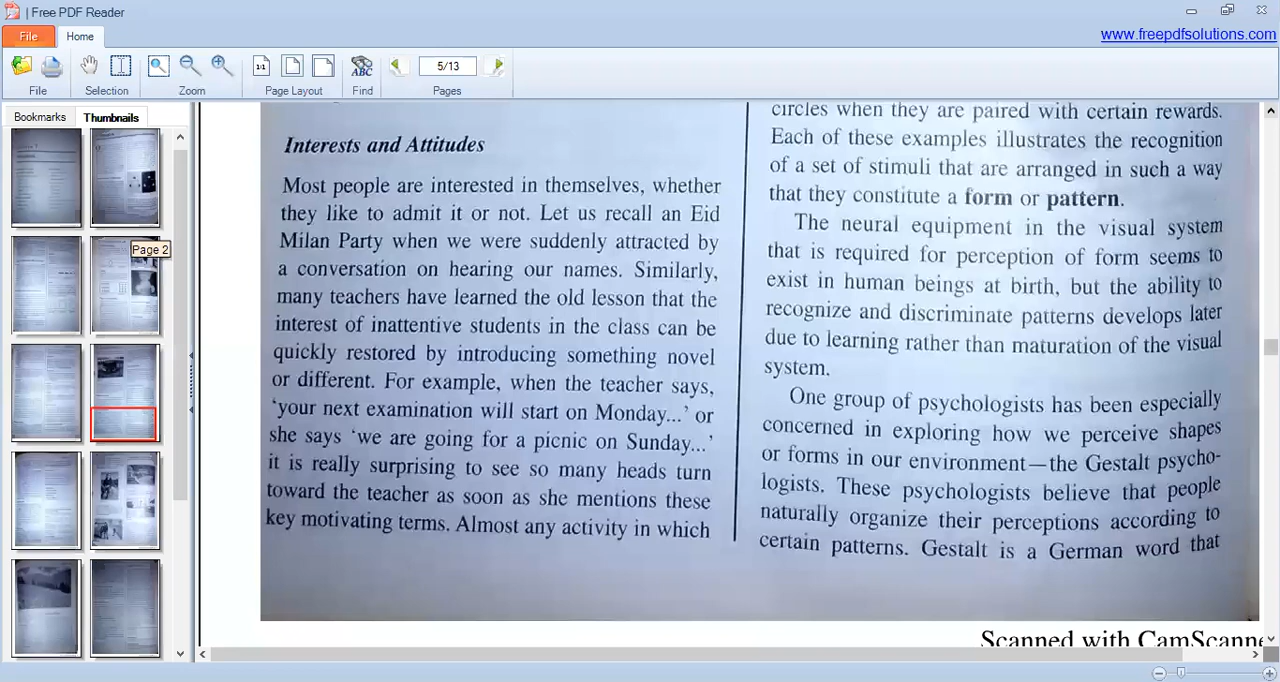 | Free PDF Reader
www.freepdfsolutions.com
File
Home
ABC
1:1
5/13
File
Selection
Zoom
Page Layout
Find
Pages
Bookmarks
Thumbnails
Page 2
Interests and Attitudes
Most people are interested in themselves, whether
they like to admit it or not. Let us recall an Eid
Milan Party when we were suddenly attracted by
a conversation on hearing our names. Similarly,
many teachers have learned the old lesson that the
interest of inattentive students in the class can be
quickly restored by introducing something novel
or different. For example, when the teacher says,
‘your next examination will start on Monday...’ or
she says ‘we are going for a picnic on Sunday...’
it is really surprising to see so many heads turn
toward the teacher as soon as she mentions these
key motivating terms. Almost any activity in which
circles when they are paired with certain rewards.
Each of these examples illustrates the recognition
of a set of stimuli that are arranged in such a way
that they constitute a form or pattern.
The neural equipment in the visual system
that is required for perception of form seems to
exist in human beings at birth, but the ability to
recognize and discriminate patterns develops later
due to learning rather than maturation of the visual
system.
One group of psychologists has been especially
concerned in exploring how we perceive shapes
or forms in our environment—the Gestalt psycho-
logists. These psychologists believe that people
naturally organize their perceptions according to
certain patterns. Gestalt is a German word that
Scanned with CamScanne